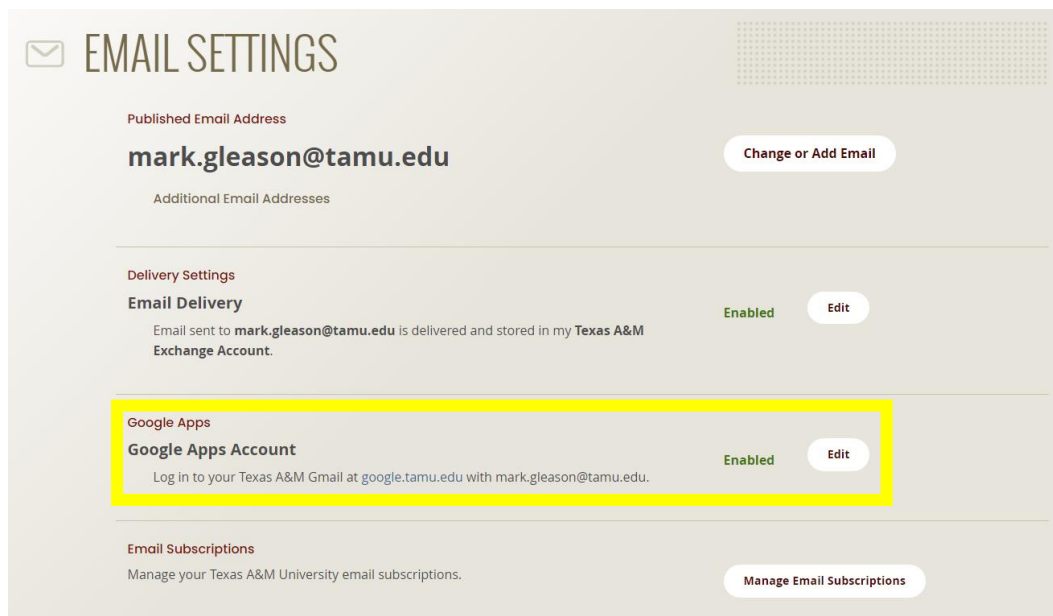 EMAIL SETTINGS
Published Email Address
mark.gleason@tamu.edu
Change or Add Email
Additional Email Addresses
Delivery Settings
Email Delivery
Enabled
Edit
Email sent to mark.gleason@tamu.edu is delivered and stored in my Texas A&M
Exchange Account.
Google Apps
Google Apps Account
Enabled
Edit
Log in to your Texas A&M Gmail at google.tamu.edu with mark.gleason@tamu.edu.
Email Subscriptions
Manage your Texas A&M University email subscriptions.
Manage Email Subscriptions